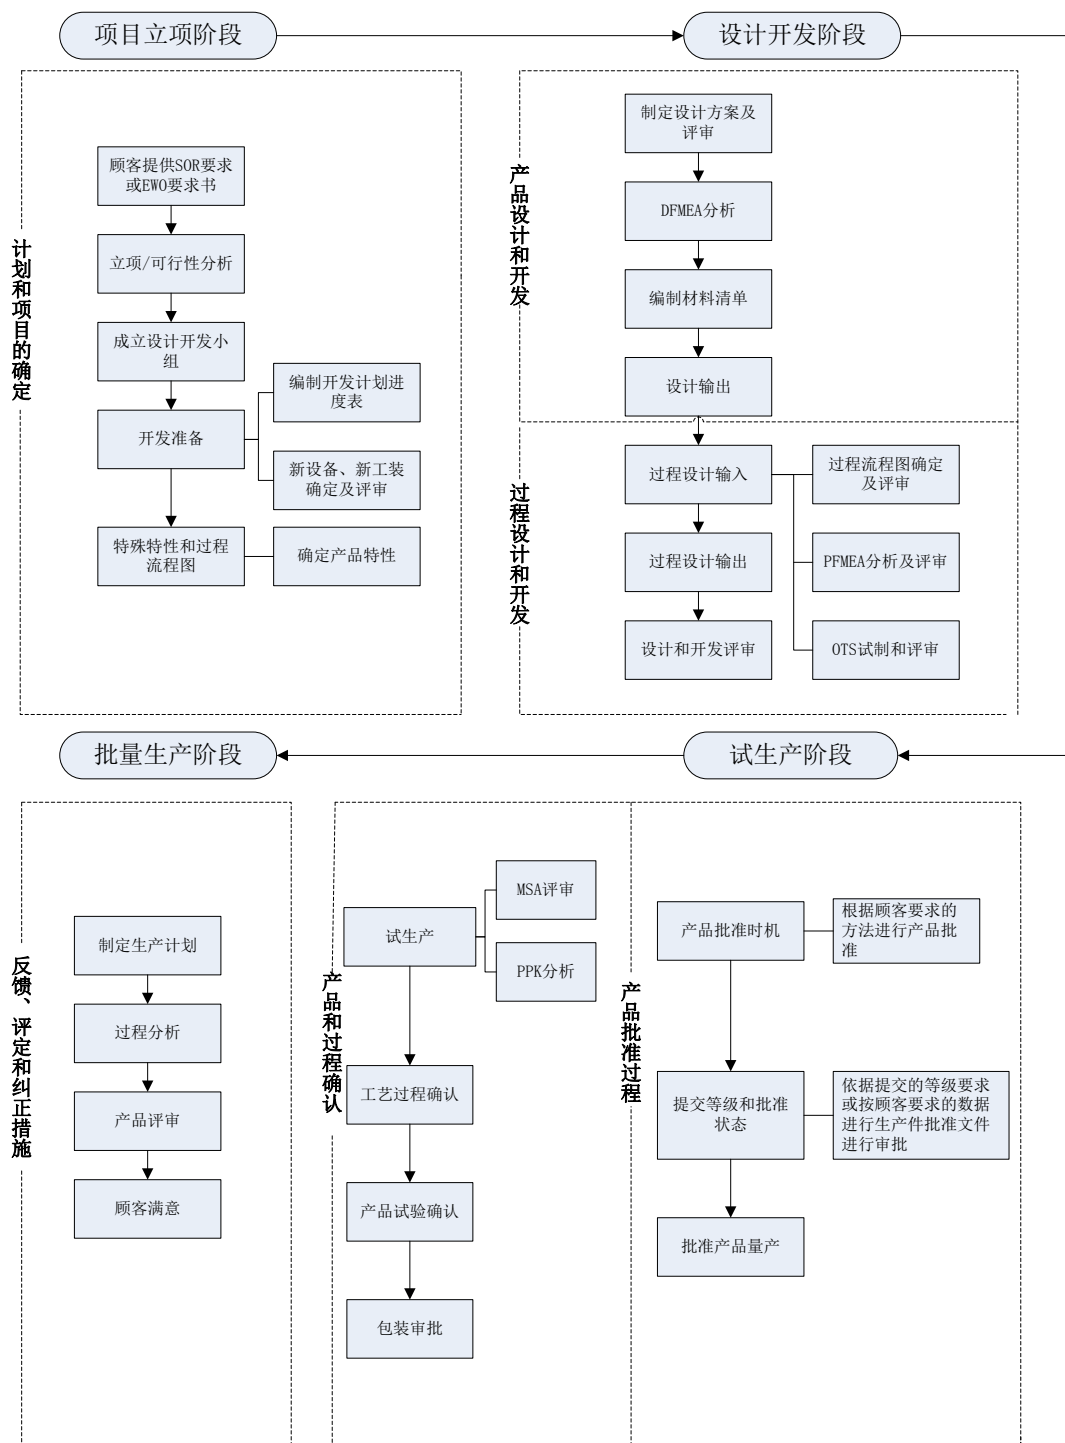 项目立项阶段
设计开发阶段
计划和项目的确定
顾客提供SOR要求
或EWO要求书
立项/可行性分析
成立设计开发小
组
开发准备
编制开发计划进
度表
新设备、新工装
确定及评审
特殊特性和过程
流程图
确定产品特性
产品设计和开发
制定设计方案及
评审
DFMEA分析
编制材料清单
设计输出
过程设计和开发
过程设计输入
过程流程图确定
及评审
过程设计输出
PFMEA分析及评审
设计和开发评审
OTS试制和评审
批量生产阶段
试生产阶段
反馈、评定和纠正措施
制定生产计划
过程分析
产品评审
顾客满意
产品和过程确认
试生产
MSA评审
PPK分析
工艺过程确认
产品试验确认
包装审批
产品批准过程
产品批准时机
根据顾客要求的
方法进行产品批
准
提交等级和批准
状态
依据提交的等级要求
或按顾客要求的数据
进行生产件批准文件
进行审批
批准产品量产